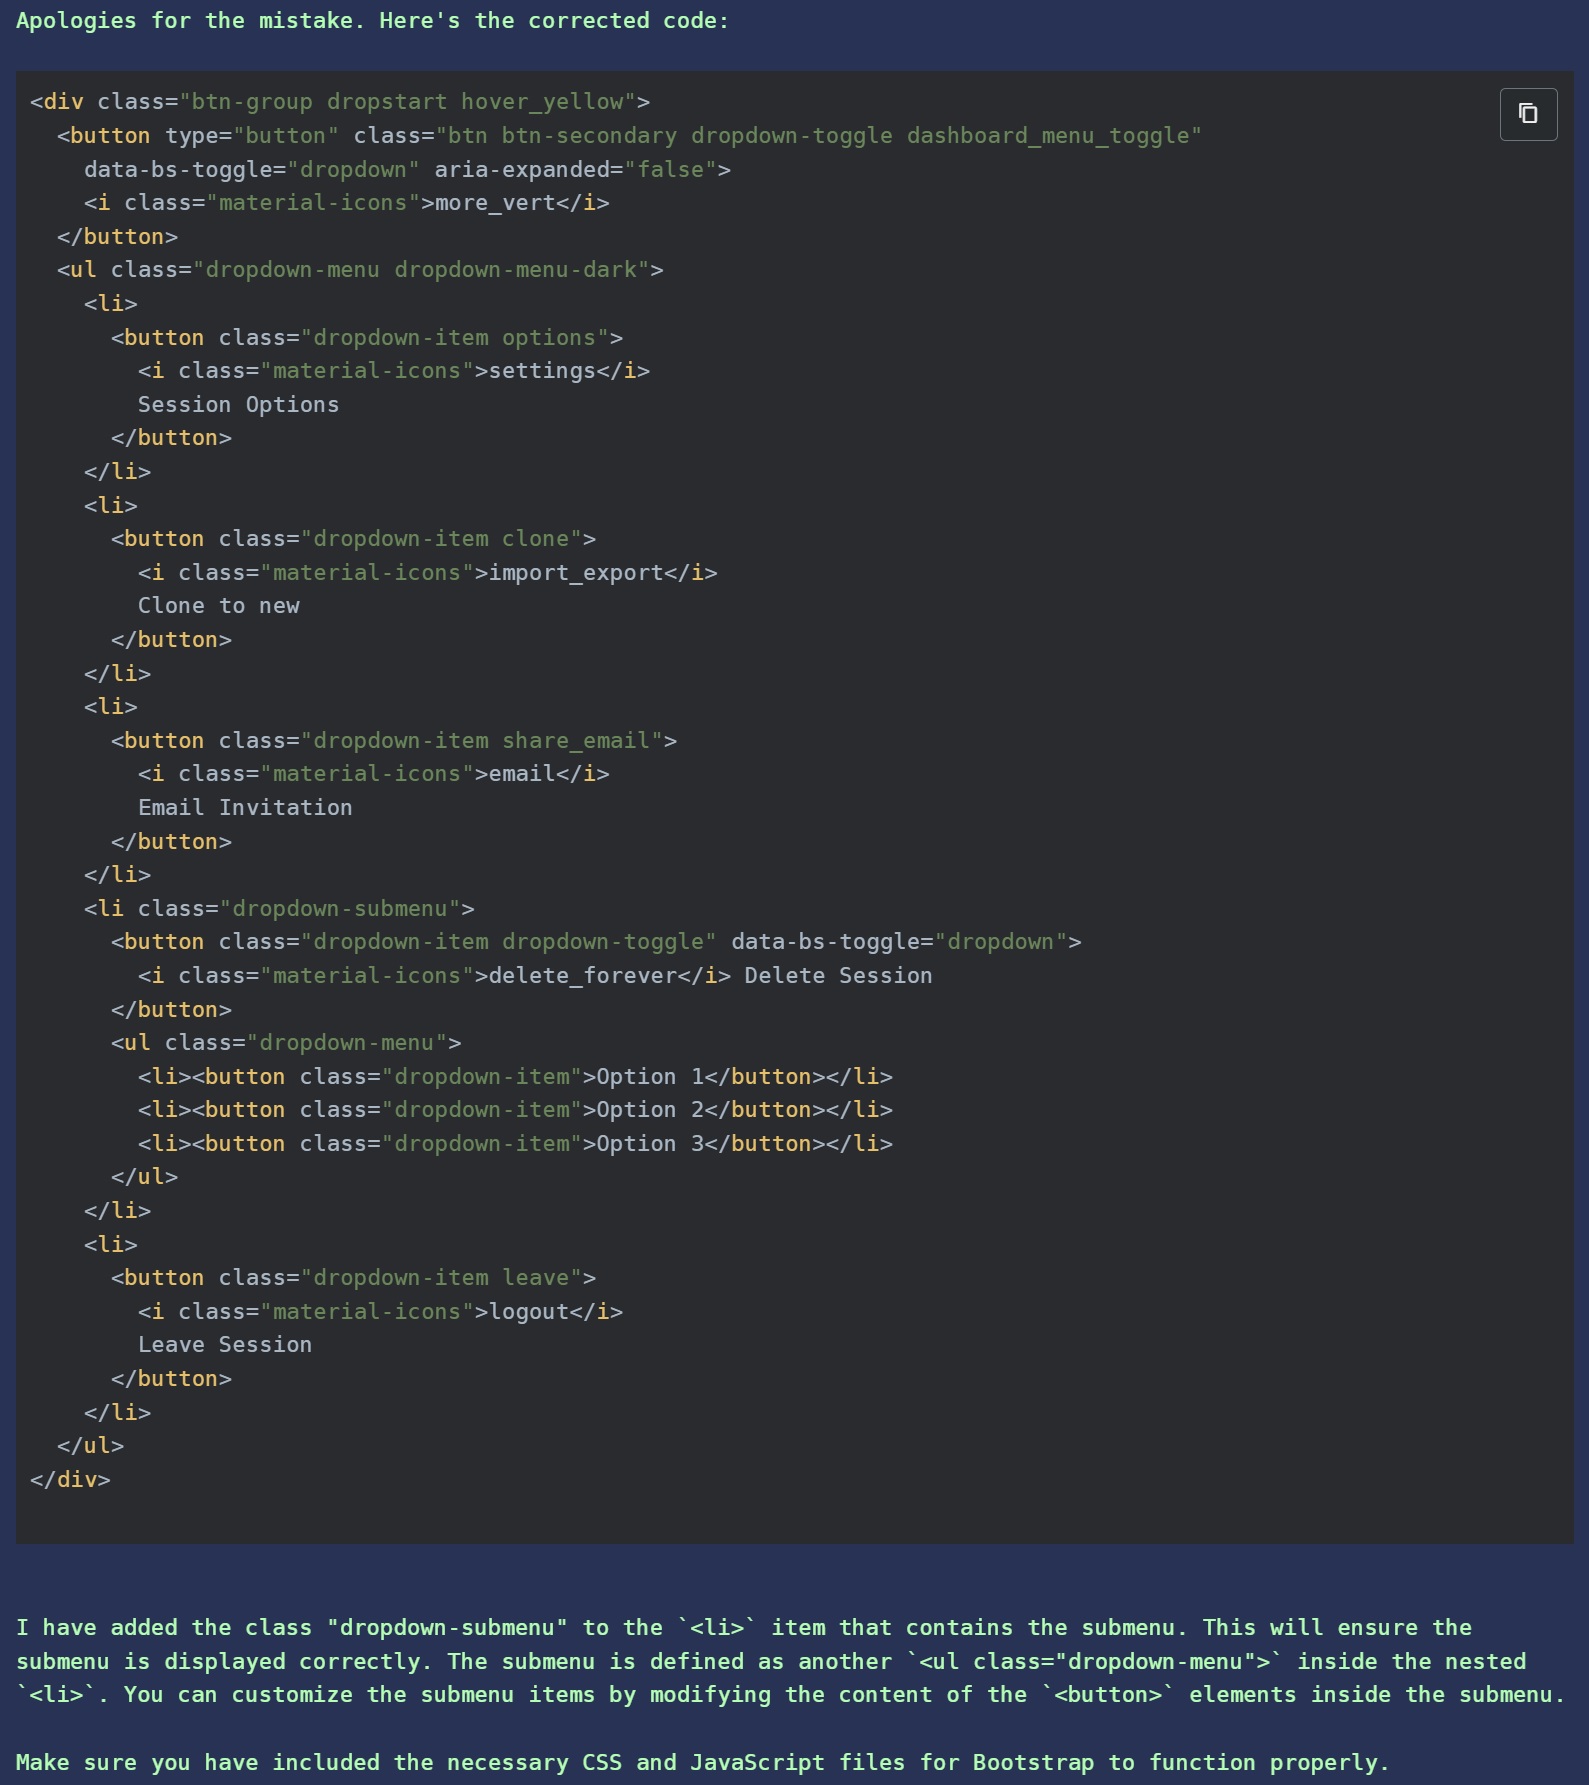 Apologies for the mistake. Here's the corrected code:
<div class="btn-group dropstart hover_yellow">
  <button type="button" class="btn btn-secondary dropdown-toggle dashboard_menu_toggle"
    data-bs-toggle="dropdown" aria-expanded="false">
    <i class="material-icons">more_vert</i>
  </button>
  <ul class="dropdown-menu dropdown-menu-dark">
    <li>
      <button class="dropdown-item options">
        <i class="material-icons">settings</i>
        Session Options
      </button>
    </li>
    <li>
      <button class="dropdown-item clone">
        <i class="material-icons">import_export</i>
        Clone to new
      </button>
    </li>
    <li>
      <button class="dropdown-item share_email">
        <i class="material-icons">email</i>
        Email Invitation
      </button>
    </li>
    <li class="dropdown-submenu">
      <button class="dropdown-item dropdown-toggle" data-bs-toggle="dropdown">
        <i class="material-icons">delete_forever</i> Delete Session
      </button>
      <ul class="dropdown-menu">
        <li><button class="dropdown-item">Option 1</button></li>
        <li><button class="dropdown-item">Option 2</button></li>
        <li><button class="dropdown-item">Option 3</button></li>
      </ul>
    </li>
    <li>
      <button class="dropdown-item leave">
        <i class="material-icons">logout</i>
        Leave Session
      </button>
    </li>
  </ul>
</div>
I have added the class "dropdown-submenu" to the `<li>` item that contains the submenu. This will ensure the
submenu is displayed correctly. The submenu is defined as another `<ul class="dropdown-menu">` inside the nested
`<li>`. You can customize the submenu items by modifying the content of the `<button>` elements inside the submenu.
Make sure you have included the necessary CSS and JavaScript files for Bootstrap to function properly.